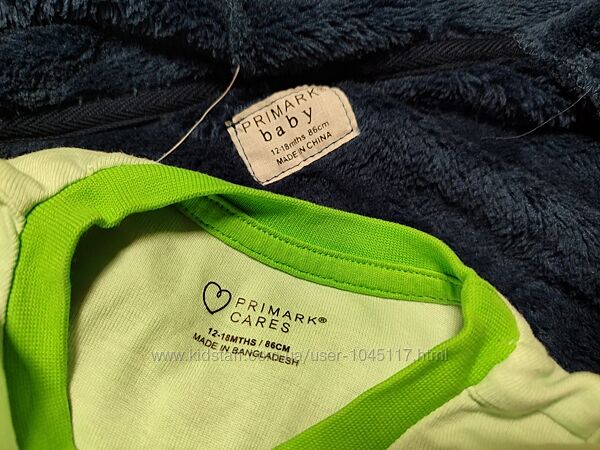 PRIMARK®
baby
12-18mths 86cm
MADE IN CHINA
PRIMARK®
CARES
12-18MTHS / 86CM
MADE IN BANGLADESH
www.kidstaff.com.ua/user-1045117.html